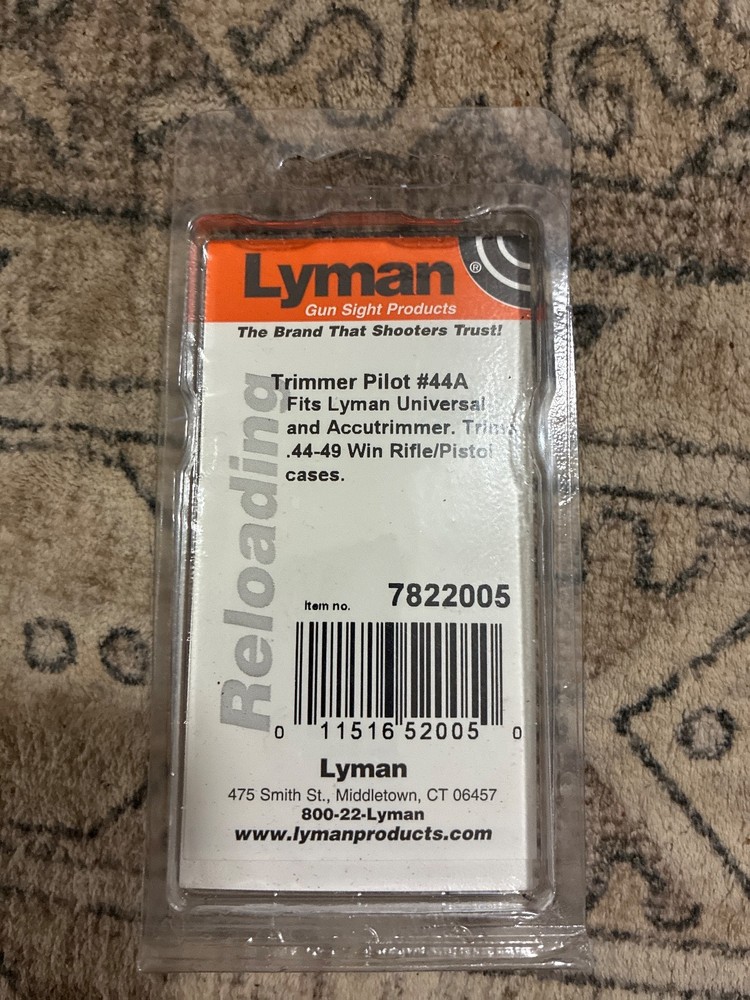 Lyman®
Gun Sight Products
The Brand That Shooters Trust!
Reloading
Trimmer Pilot #44A
Fits Lyman Universal
and Accutrimmer. Trims
.44-49 Win Rifle/Pistol
cases.
Item no. 7822005
0 11516 52005 0
Lyman
475 Smith St., Middletown, CT 06457
800-22-Lyman
www.lymanproducts.com